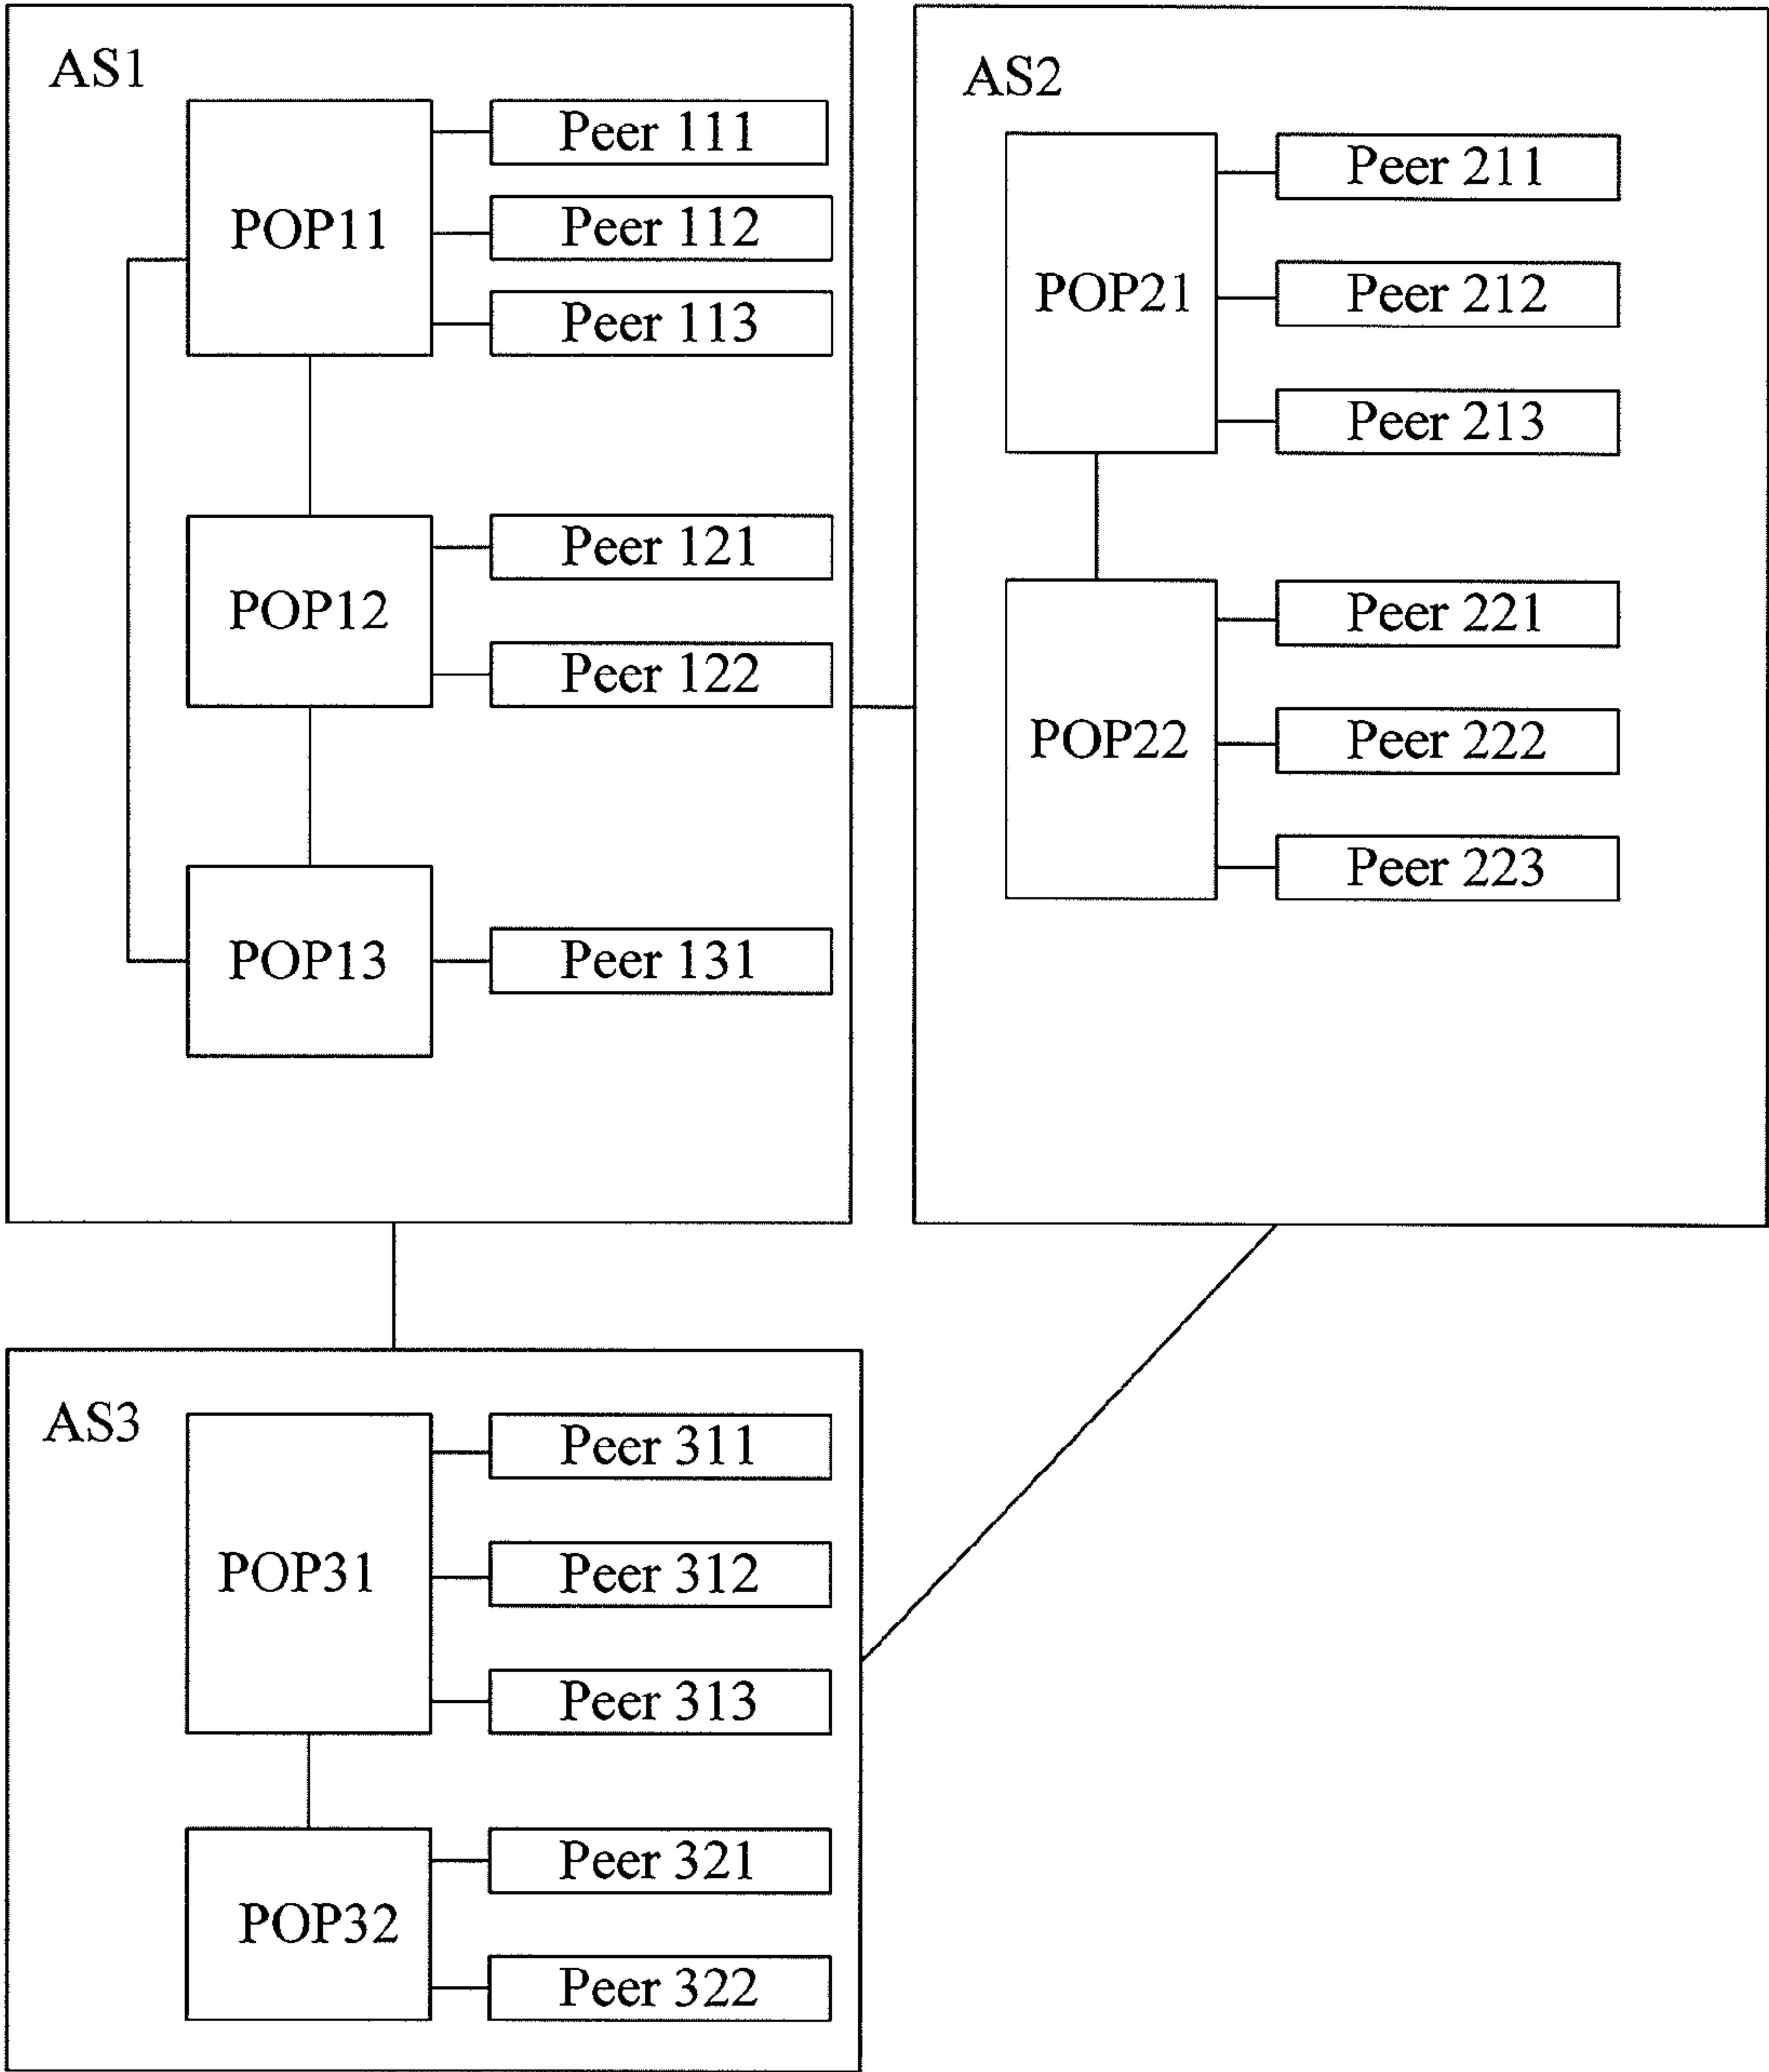 AS1
POP11
Peer 111
Peer 112
Peer 113
POP12
Peer 121
Peer 122
POP13
Peer 131
AS2
POP21
Peer 211
Peer 212
Peer 213
POP22
Peer 221
Peer 222
Peer 223
AS3
POP31
Peer 311
Peer 312
Peer 313
POP32
Peer 321
Peer 322